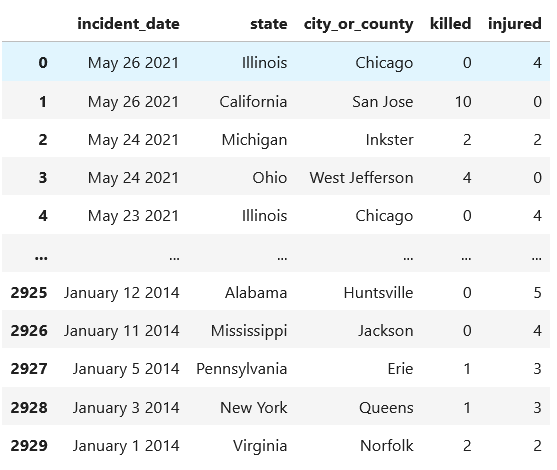 incident_date state city_or_county killed injured
0 May 26 2021 Illinois Chicago 0 4
1 May 26 2021 California San Jose 10 0
2 May 24 2021 Michigan Inkster 2 2
3 May 24 2021 Ohio West Jefferson 4 0
4 May 23 2021 Illinois Chicago 0 4
... ... ... ... ... ...
2925 January 12 2014 Alabama Huntsville 0 5
2926 January 11 2014 Mississippi Jackson 0 4
2927 January 5 2014 Pennsylvania Erie 1 3
2928 January 3 2014 New York Queens 1 3
2929 January 1 2014 Virginia Norfolk 2 2